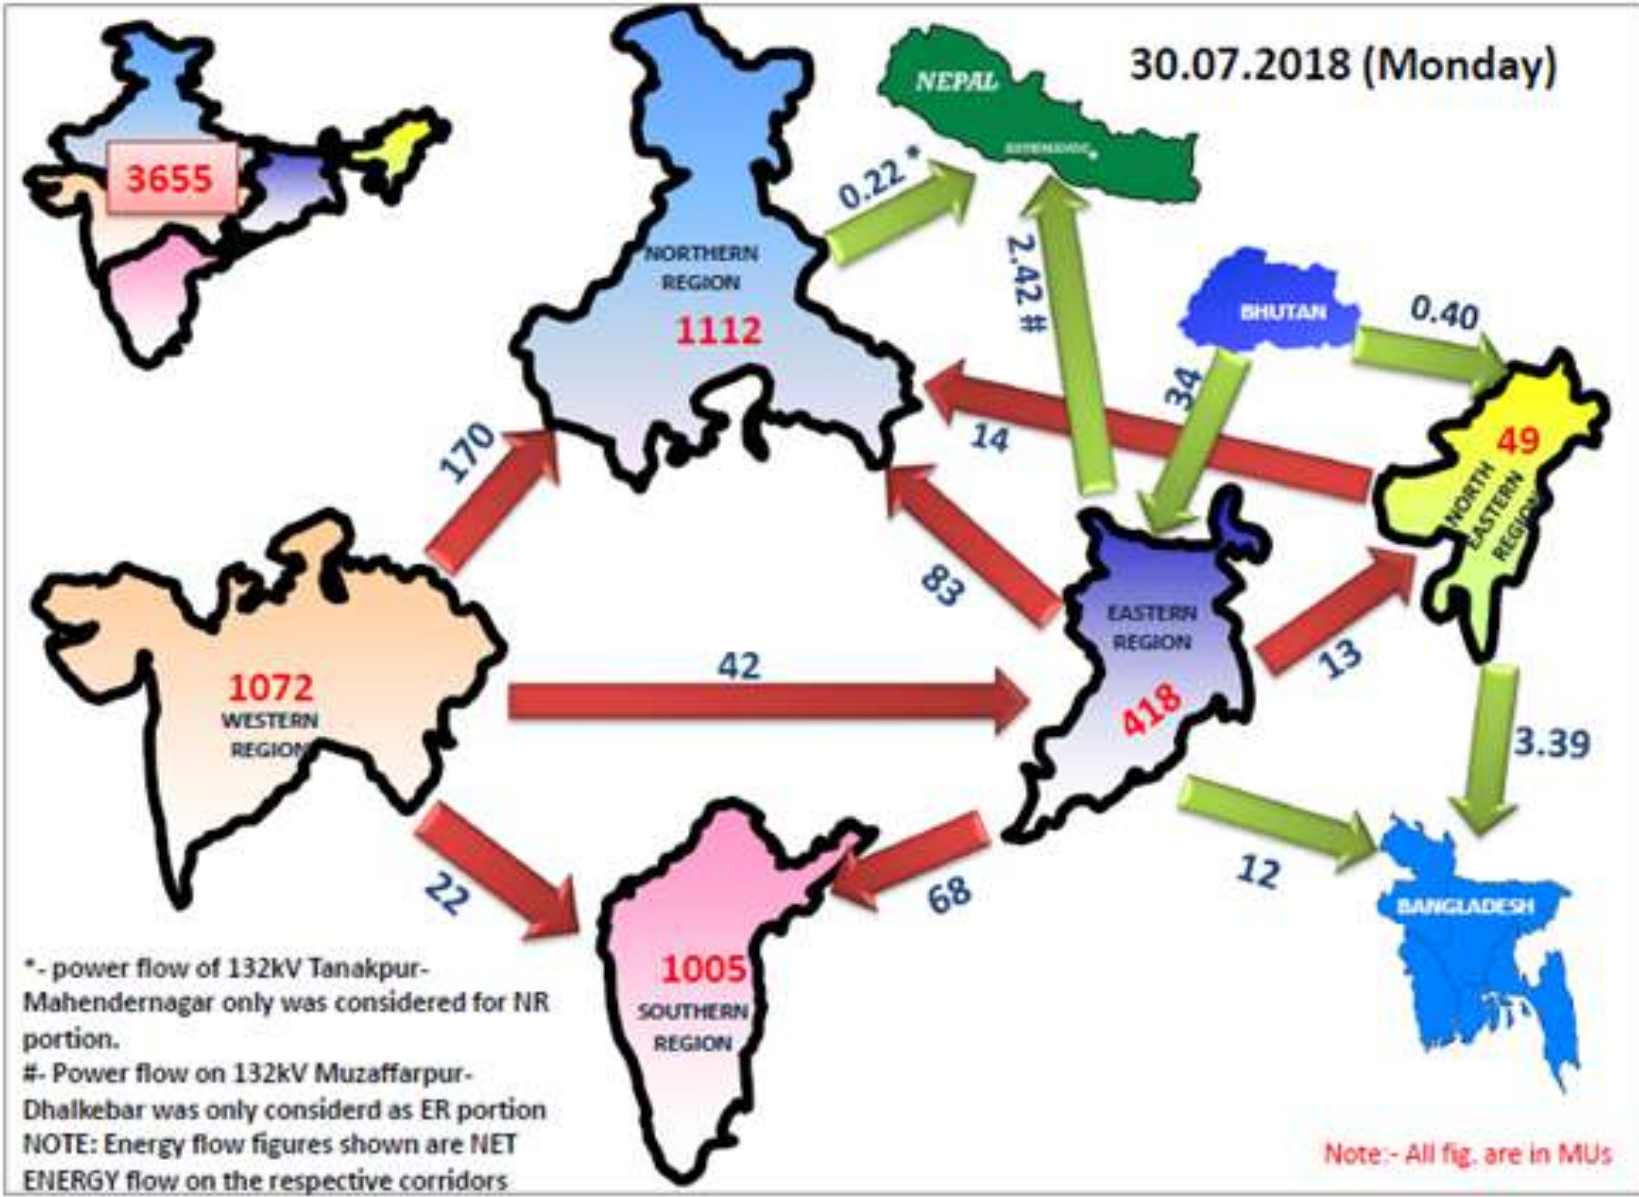 30.07.2018 (Monday)
3655
NEPAL
0.22 *
2.42 #
NORTHERN
REGION
1112
BHUTAN
0.40
34
14
49
NORTH
EASTERN
REGION
170
83
EASTERN
REGION
418
13
42
1072
WESTERN
REGION
3.39
22
68
12
BANGLADESH
1005
SOUTHERN
REGION
*- power flow of 132kV Tanakpur-
Mahendernagar only was considered for NR
portion.
#- Power flow on 132kV Muzaffarpur-
Dhalkebar was only considerd as ER portion
NOTE: Energy flow figures shown are NET
ENERGY flow on the respective corridors
Note:- All fig. are in MUs